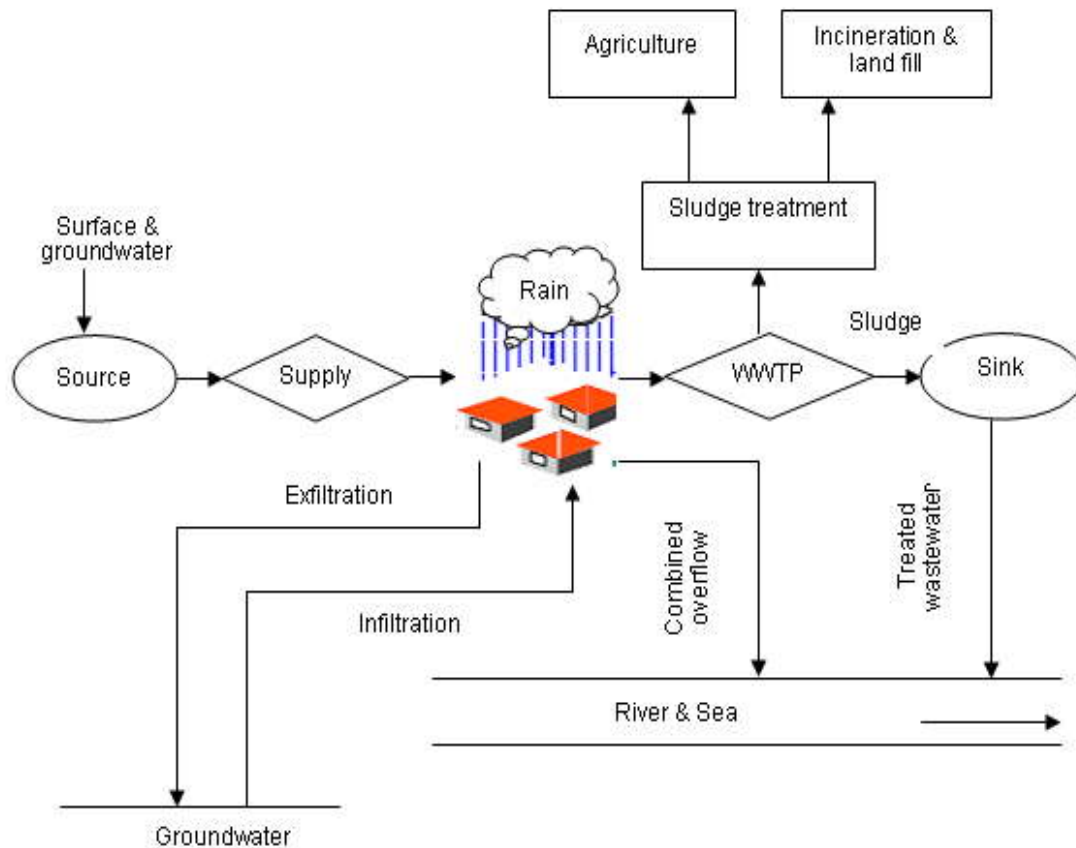 Agriculture
Incineration &
land fill
Sludge treatment
Surface &
groundwater
Rain
Sludge
Source
Supply
WWTP
Sink
Exfiltration
Infiltration
Combined
overflow
Treated
wastewater
River & Sea
Groundwater